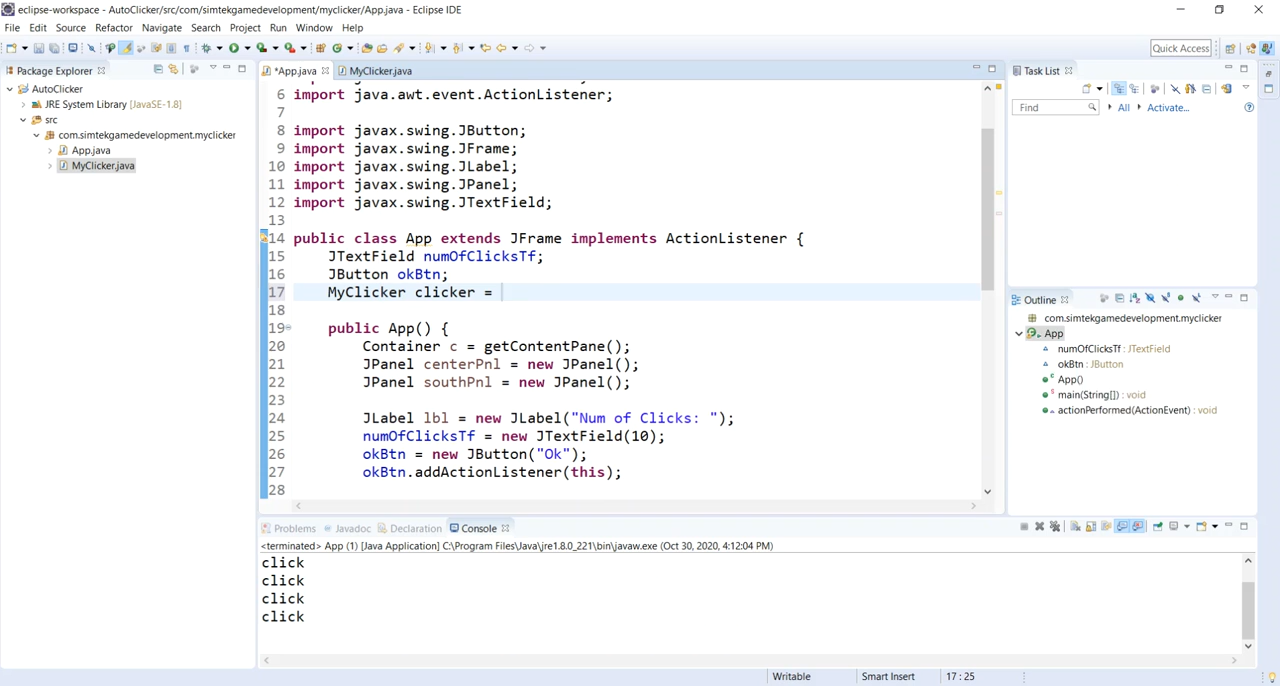 eclipse-workspace - AutoClicker/src/com/simtekgamedevelopment/myclicker/App.java - Eclipse IDE
File Edit Source Refactor Navigate Search Project Run Window Help
Quick Access
Package Explorer
AutoClicker
JRE System Library [JavaSE-1.8]
src
com.simtekgamedevelopment.myclicker
App.java
MyClicker.java
*App.java MyClicker.java
6 import java.awt.event.ActionListener;
7
8 import javax.swing.JButton;
9 import javax.swing.JFrame;
10 import javax.swing.JLabel;
11 import javax.swing.JPanel;
12 import javax.swing.JTextField;
13
14 public class App extends JFrame implements ActionListener {
15 JTextField numOfClicksTf;
16 JButton okBtn;
17 MyClicker clicker =
18
19 public App() {
20 Container c = getContentPane();
21 JPanel centerPnl = new JPanel();
22 JPanel southPnl = new JPanel();
23
24 JLabel lbl = new JLabel("Num of Clicks: ");
25 numOfClicksTf = new JTextField(10);
26 okBtn = new JButton("Ok");
27 okBtn.addActionListener(this);
28
Task List
Find All Activate...
Outline
com.simtekgamedevelopment.myclicker
App
numOfClicksTf : JTextField
okBtn : JButton
App()
main(String[]) : void
actionPerformed(ActionEvent) : void
Problems Javadoc Declaration Console
<terminated> App (1) [Java Application] C:\Program Files\Java\jre1.8.0_221\bin\javaw.exe (Oct 30, 2020, 4:12:04 PM)
click
click
click
click
Writable Smart Insert 17 : 25